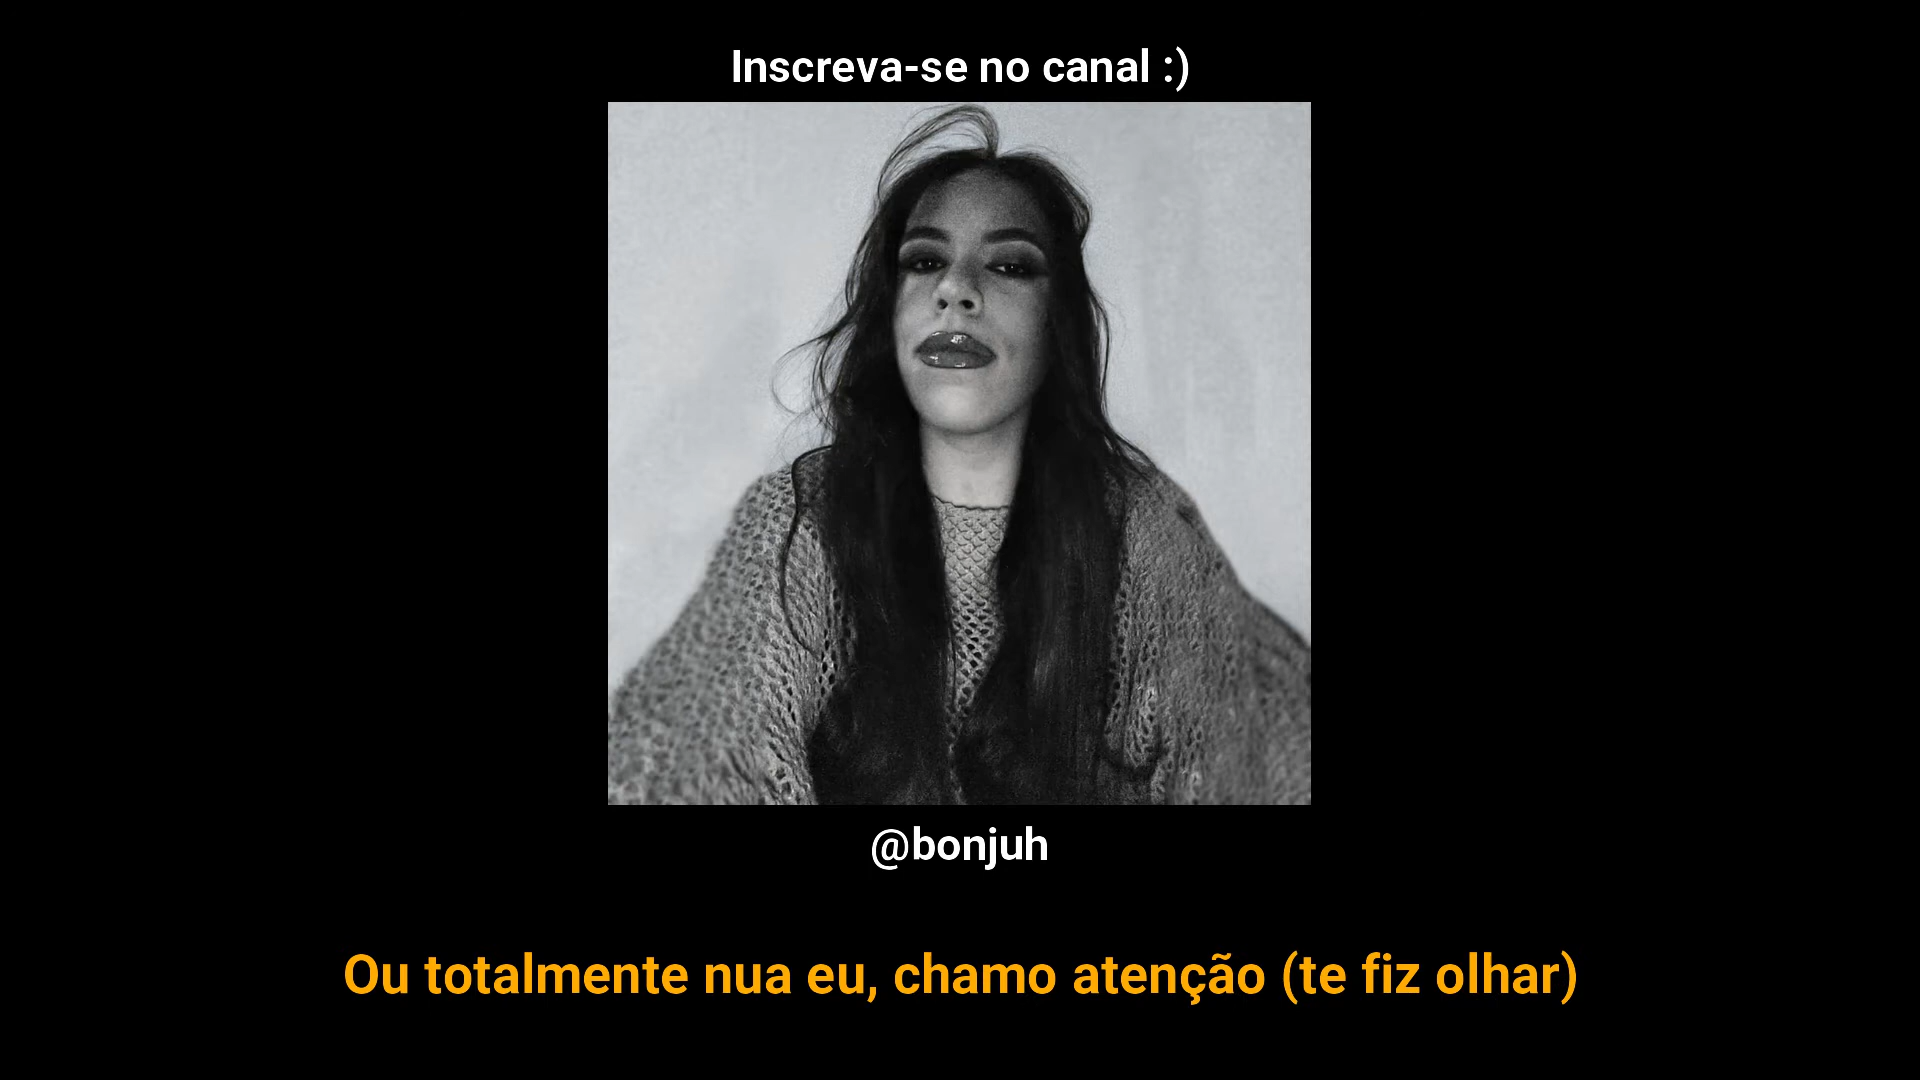 Inscreva-se no canal :)
@bonjuh
Ou totalmente nua eu, chamo atenção (te fiz olhar)